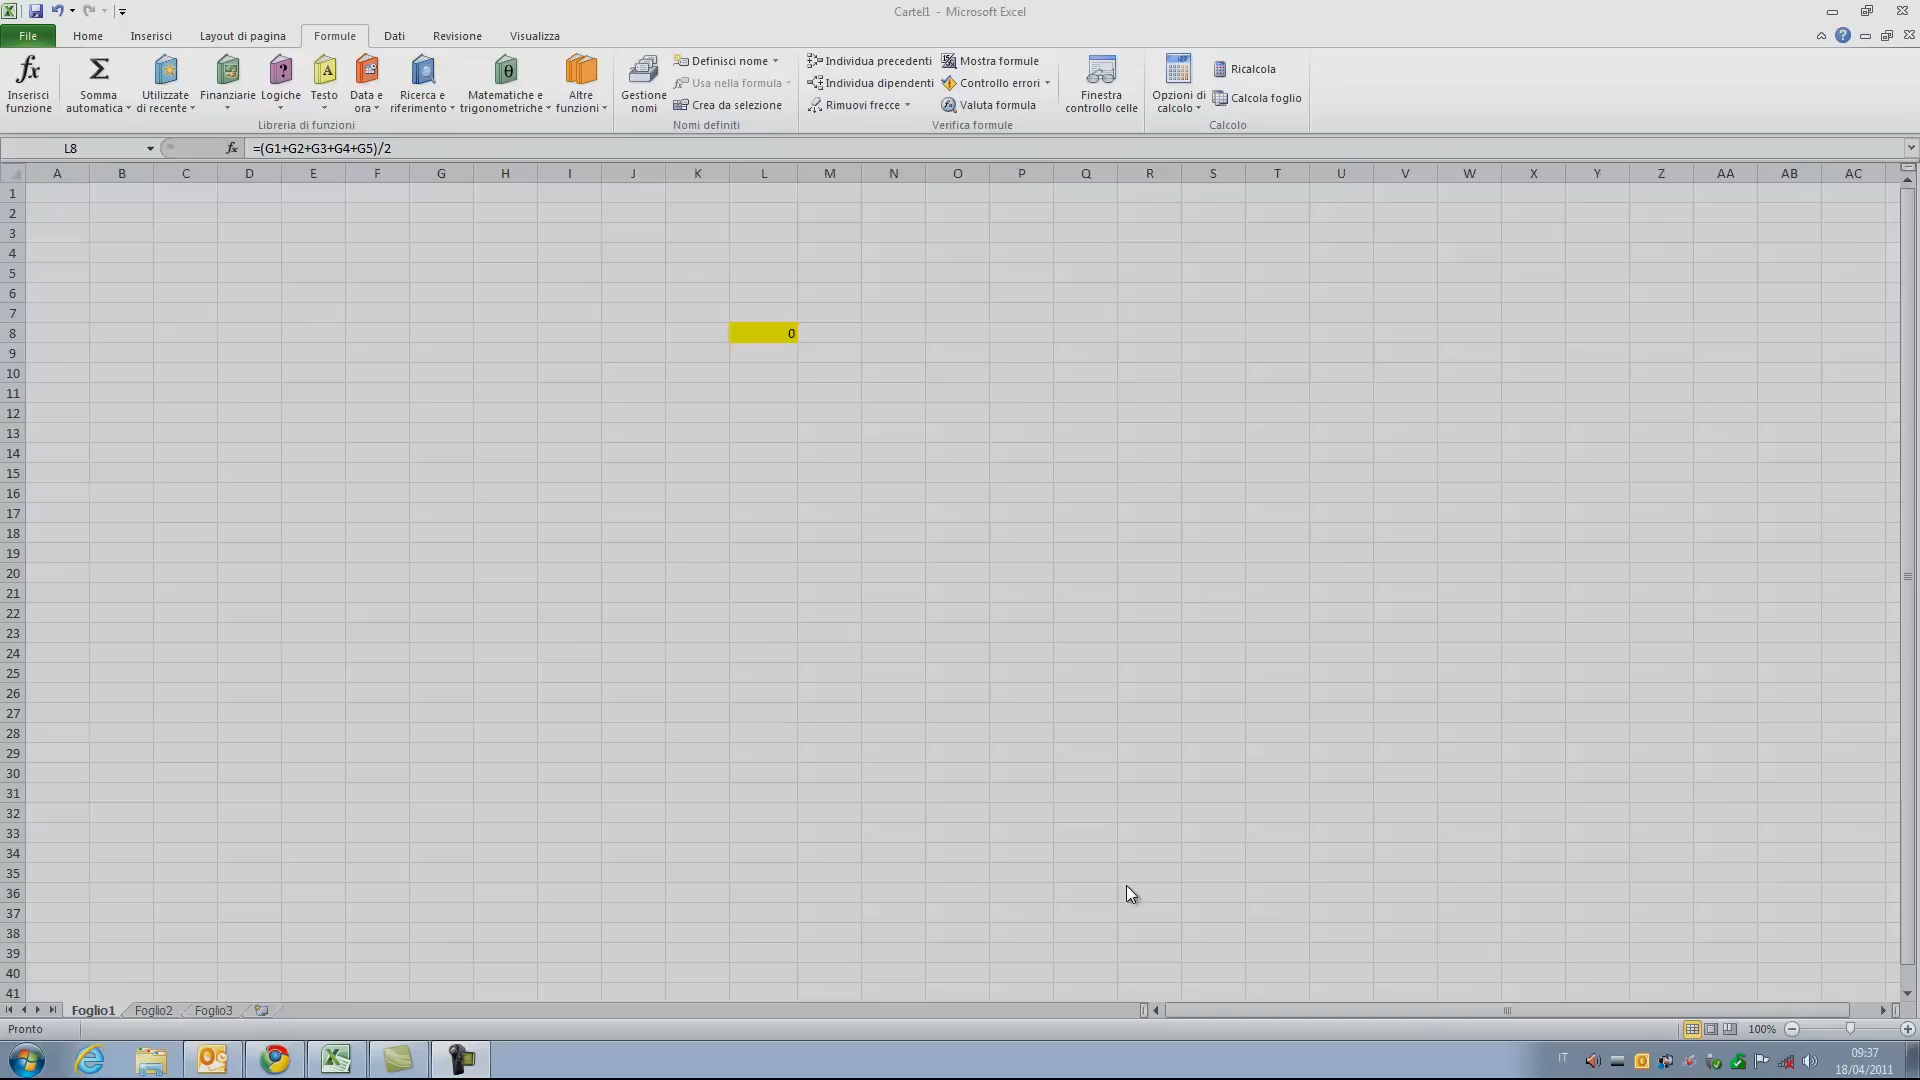 Cartel1 - Microsoft Excel
File Home Inserisci Layout di pagina Formule Dati Revisione Visualizza
Inserisci funzione
Somma automatica
Utilizzate di recente
Finanziarie
Logiche
Testo
Data e ora
Ricerca e riferimento
Matematiche e trigonometriche
Altre funzioni
Libreria di funzioni
Gestione nomi
Definisci nome
Usa nella formula
Crea da selezione
Nomi definiti
Individua precedenti
Individua dipendenti
Rimuovi frecce
Mostra formule
Controllo errori
Valuta formula
Verifica formule
Finestra controllo celle
Opzioni di calcolo
Ricalcola
Calcola foglio
Calcolo
L8 fx =(G1+G2+G3+G4+G5)/2
A B C D E F G H I J K L M N O P Q R S T U V W X Y Z AA AB AC
1
2
3
4
5
6
7
8 0
9
10
11
12
13
14
15
16
17
18
19
20
21
22
23
24
25
26
27
28
29
30
31
32
33
34
35
36
37
38
39
40
41
Foglio1 Foglio2 Foglio3
Pronto 100%
IT 09:37
18/04/2011